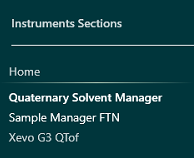 Instruments Sections
Home
Quaternary Solvent Manager
Sample Manager FTN
Xevo G3 QTof